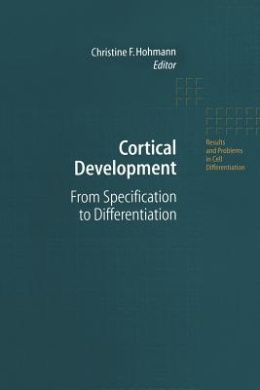 Christine F. Hohmann
Editor
Results
and Problems
in Cell
Differentiation
Cortical
Development
From Specification
to Differentiation